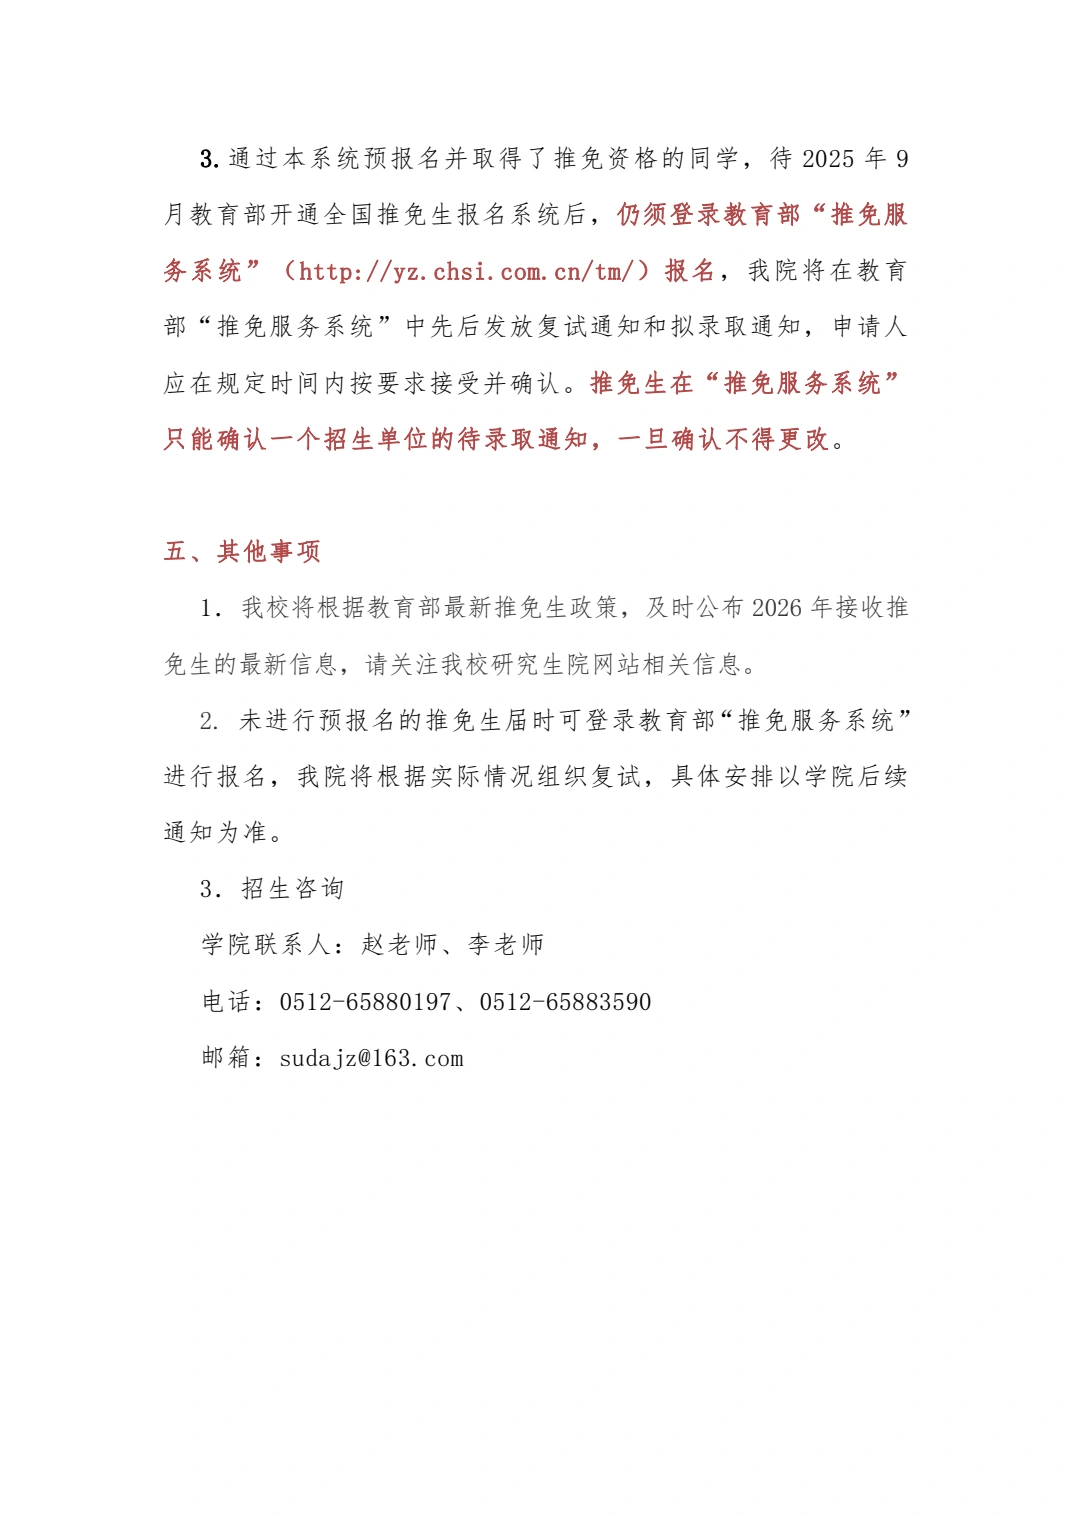 3.通过本系统预报名并取得了推免资格的同学，待 2025 年 9
月教育部开通全国推免生报名系统后，仍须登录教育部“推免服
务系统”（http://yz.chsi.com.cn/tm/）报名，我院将在教育
部“推免服务系统”中先后发放复试通知和拟录取通知，申请人
应在规定时间内按要求接受并确认。推免生在“推免服务系统”
只能确认一个招生单位的待录取通知，一旦确认不得更改。
五、其他事项
1．我校将根据教育部最新推免生政策，及时公布 2026 年接收推
免生的最新信息，请关注我校研究生院网站相关信息。
2. 未进行预报名的推免生届时可登录教育部“推免服务系统”
进行报名，我院将根据实际情况组织复试，具体安排以学院后续
通知为准。
3．招生咨询
学院联系人：赵老师、李老师
电话：0512-65880197、0512-65883590
邮箱：sudajz@163.com